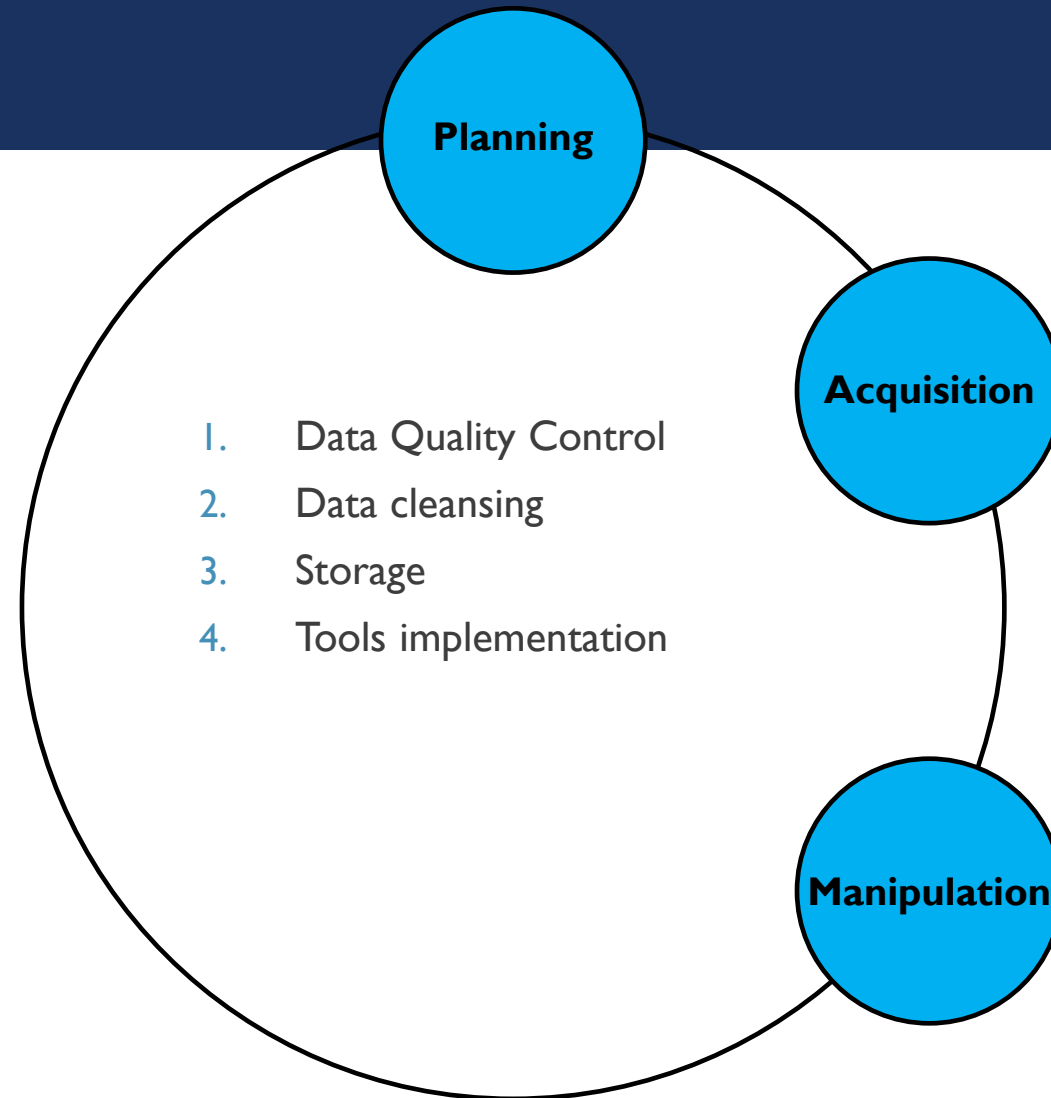 Planning
Acquisition
1. Data Quality Control
2. Data cleansing
3. Storage
4. Tools implementation
Manipulation